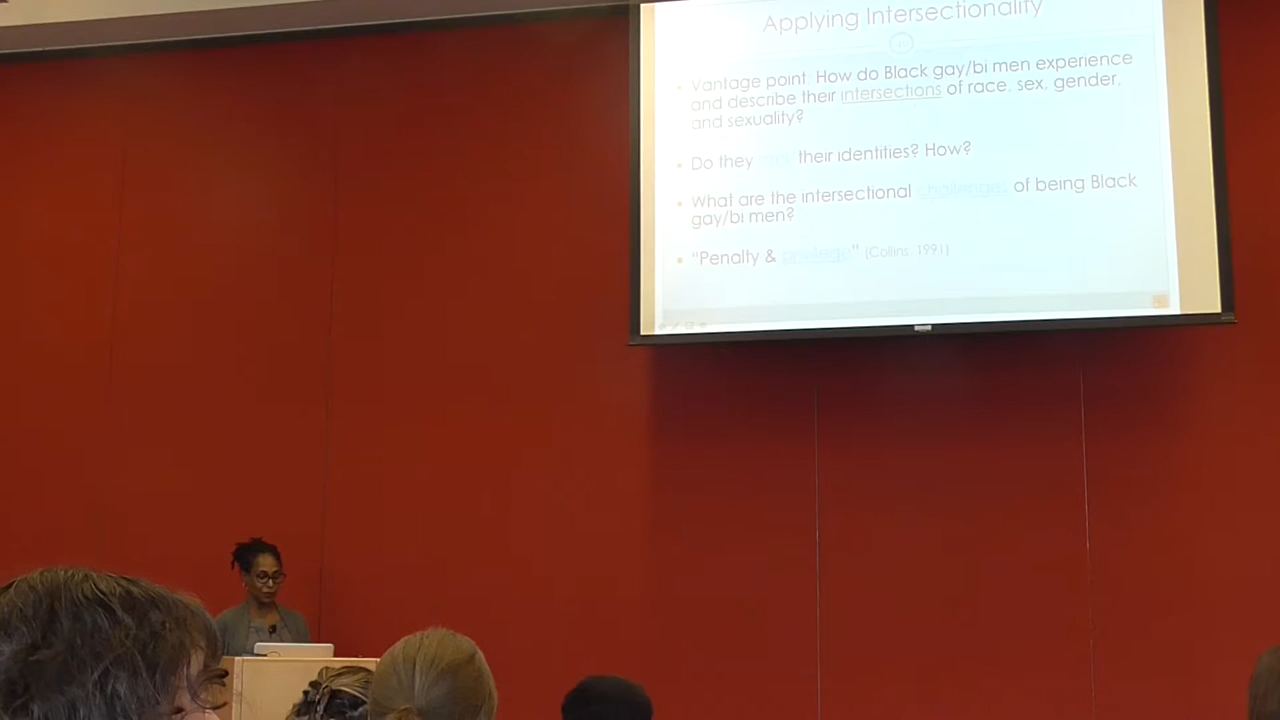 Applying Intersectionality
Vantage point: How do Black gay/bi men experience
and describe their intersections of race, sex, gender,
and sexuality?
Do they their identities? How?
What are the intersectional challenges of being Black
gay/bi men?
"Penalty & privilege" (Collins, 1991)